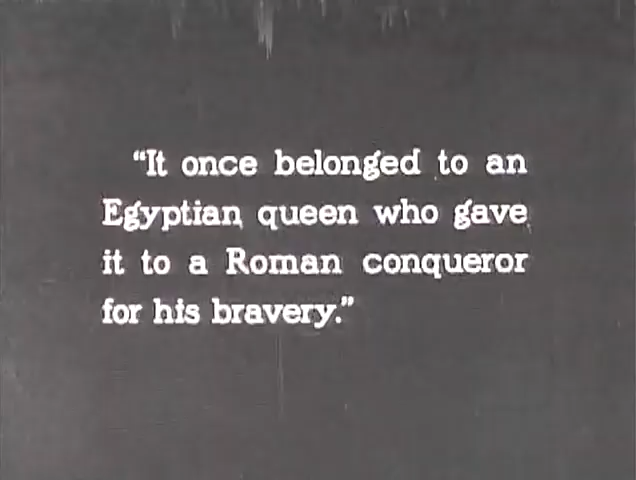 "It once belonged to an
Egyptian queen who gave
it to a Roman conqueror
for his bravery."